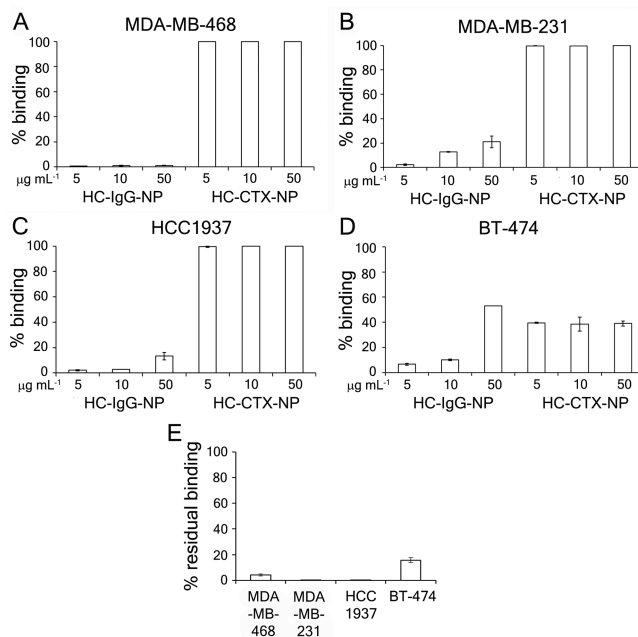 A
MDA-MB-468
% binding
100
80
60
40
20
0
µg mL⁻¹ 5 10 50 5 10 50
HC-IgG-NP HC-CTX-NP
B
MDA-MB-231
% binding
100
80
60
40
20
0
µg mL⁻¹ 5 10 50 5 10 50
HC-IgG-NP HC-CTX-NP
C
HCC1937
% binding
100
80
60
40
20
0
µg mL⁻¹ 5 10 50 5 10 50
HC-IgG-NP HC-CTX-NP
D
BT-474
% binding
100
80
60
40
20
0
µg mL⁻¹ 5 10 50 5 10 50
HC-IgG-NP HC-CTX-NP
E
% residual binding
100
80
60
40
20
0
MDA MDA HCC BT-474
-MB- -MB- 1937
468 231